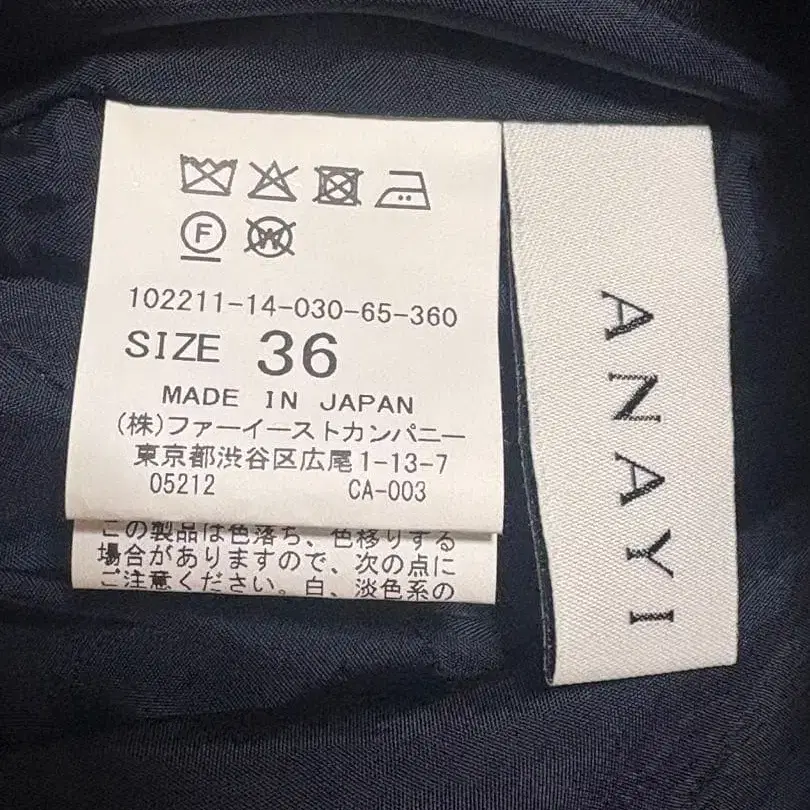 F
W
102211-14-030-65-360
SIZE 36
MADE IN JAPAN
(株)ファーイーストカンパニー
東京都渋谷区広尾1-13-7
05212 CA-003
この製品は色落ち、色移りする
場合がありますので、次の点に
ご注意ください。白、淡色系の
ANAYI